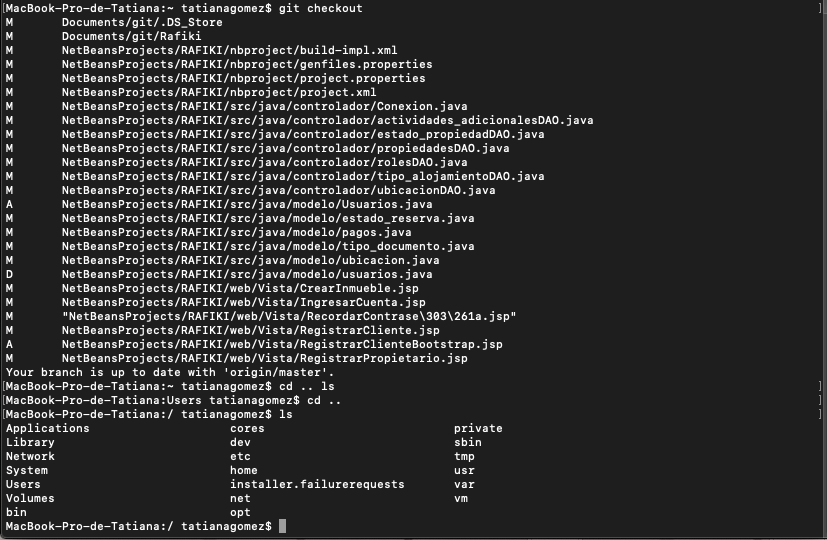 [MacBook-Pro-de-Tatiana:~ tatianagomez$ git checkout ]
M Documents/git/.DS_Store
M Documents/git/Rafiki
M NetBeansProjects/RAFIKI/nbproject/build-impl.xml
M NetBeansProjects/RAFIKI/nbproject/genfiles.properties
M NetBeansProjects/RAFIKI/nbproject/project.properties
M NetBeansProjects/RAFIKI/nbproject/project.xml
M NetBeansProjects/RAFIKI/src/java/controlador/Conexion.java
M NetBeansProjects/RAFIKI/src/java/controlador/actividades_adicionalesDAO.java
M NetBeansProjects/RAFIKI/src/java/controlador/estado_propiedadDAO.java
M NetBeansProjects/RAFIKI/src/java/controlador/propiedadesDAO.java
M NetBeansProjects/RAFIKI/src/java/controlador/rolesDAO.java
M NetBeansProjects/RAFIKI/src/java/controlador/tipo_alojamientoDAO.java
M NetBeansProjects/RAFIKI/src/java/controlador/ubicacionDAO.java
A NetBeansProjects/RAFIKI/src/java/modelo/Usuarios.java
M NetBeansProjects/RAFIKI/src/java/modelo/estado_reserva.java
M NetBeansProjects/RAFIKI/src/java/modelo/pagos.java
M NetBeansProjects/RAFIKI/src/java/modelo/tipo_documento.java
M NetBeansProjects/RAFIKI/src/java/modelo/ubicacion.java
D NetBeansProjects/RAFIKI/src/java/modelo/usuarios.java
M NetBeansProjects/RAFIKI/web/Vista/CrearInmueble.jsp
M NetBeansProjects/RAFIKI/web/Vista/IngresarCuenta.jsp
M "NetBeansProjects/RAFIKI/web/Vista/RecordarContrase\303\261a.jsp"
M NetBeansProjects/RAFIKI/web/Vista/RegistrarCliente.jsp
A NetBeansProjects/RAFIKI/web/Vista/RegistrarClienteBootstrap.jsp
M NetBeansProjects/RAFIKI/web/Vista/RegistrarPropietario.jsp
Your branch is up to date with 'origin/master'.
[MacBook-Pro-de-Tatiana:~ tatianagomez$ cd .. ls ]
[MacBook-Pro-de-Tatiana:Users tatianagomez$ cd .. ]
[MacBook-Pro-de-Tatiana:/ tatianagomez$ ls ]
Applications cores private
Library dev sbin
Network etc tmp
System home usr
Users installer.failurerequests var
Volumes net vm
bin opt
MacBook-Pro-de-Tatiana:/ tatianagomez$